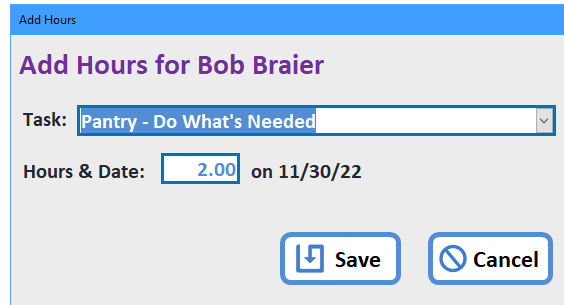 Add Hours
Add Hours for Bob Braier
Task: Pantry - Do What's Needed
Hours & Date: 2.00 on 11/30/22
Save Cancel